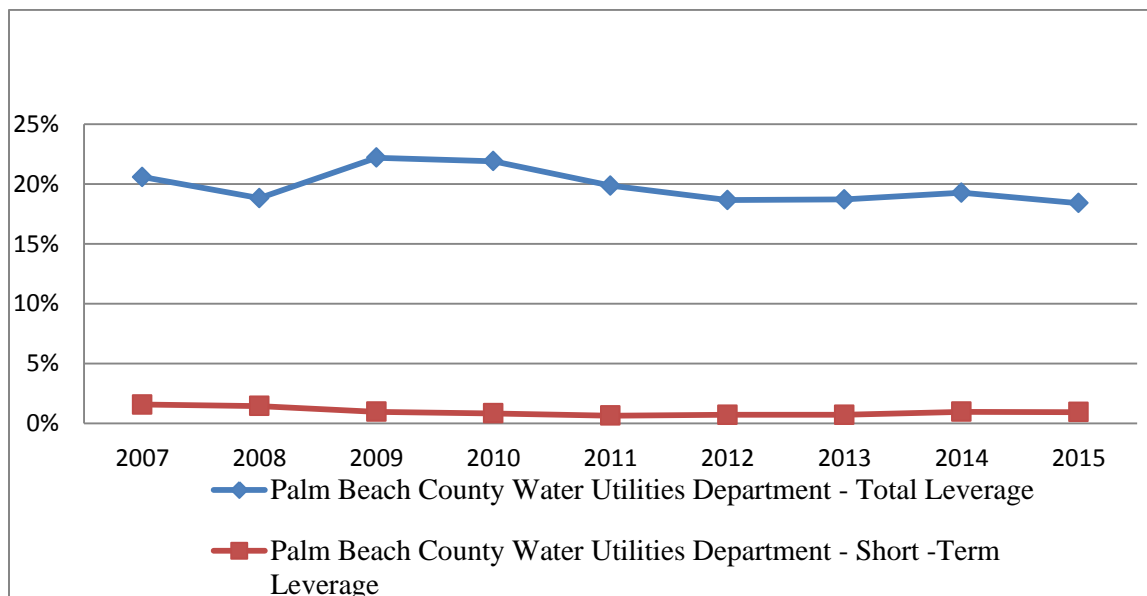 25%
20%
15%
10%
5%
0%
2007 2008 2009 2010 2011 2012 2013 2014 2015
Palm Beach County Water Utilities Department - Total Leverage
Palm Beach County Water Utilities Department - Short -Term
Leverage